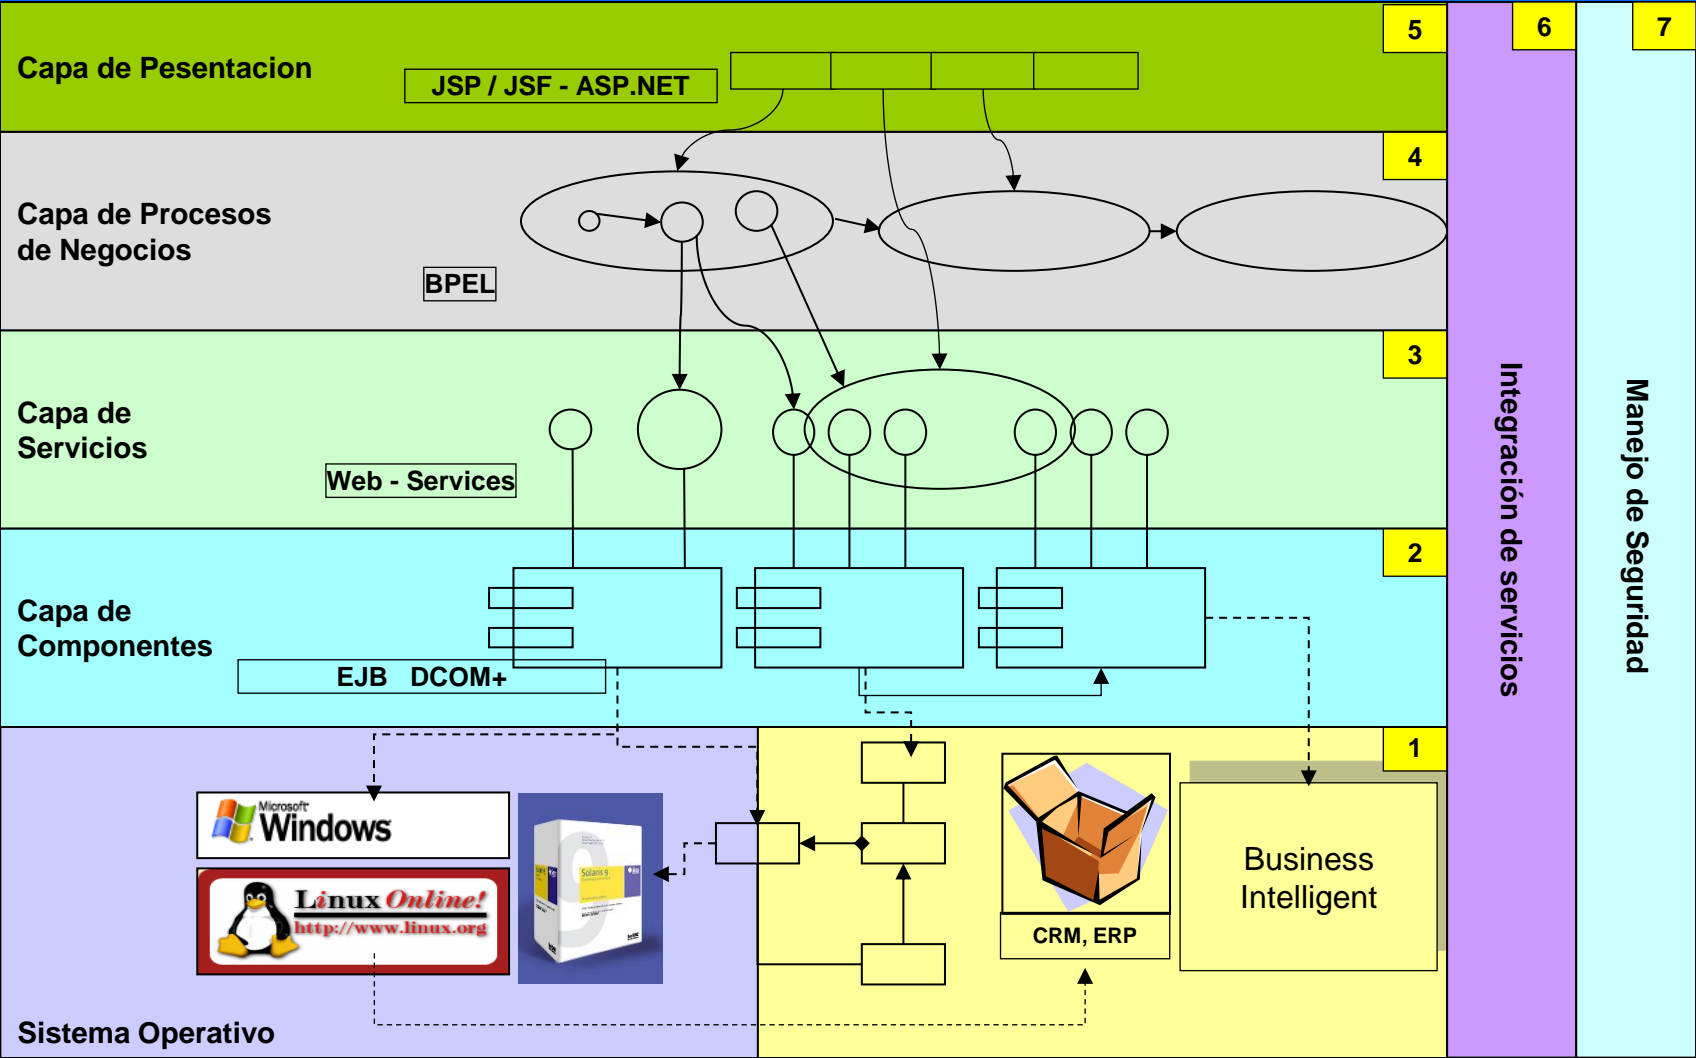 5
6
7
Capa de Pesentacion
JSP / JSF - ASP.NET
4
Capa de Procesos
de Negocios
BPEL
3
Capa de
Servicios
Web - Services
2
Capa de
Componentes
EJB DCOM+
Integración de servicios
Manejo de Seguridad
1
Microsoft
Windows
Linux Online!
http://www.linux.org
Solaris 9
Business
Intelligent
CRM, ERP
Sistema Operativo